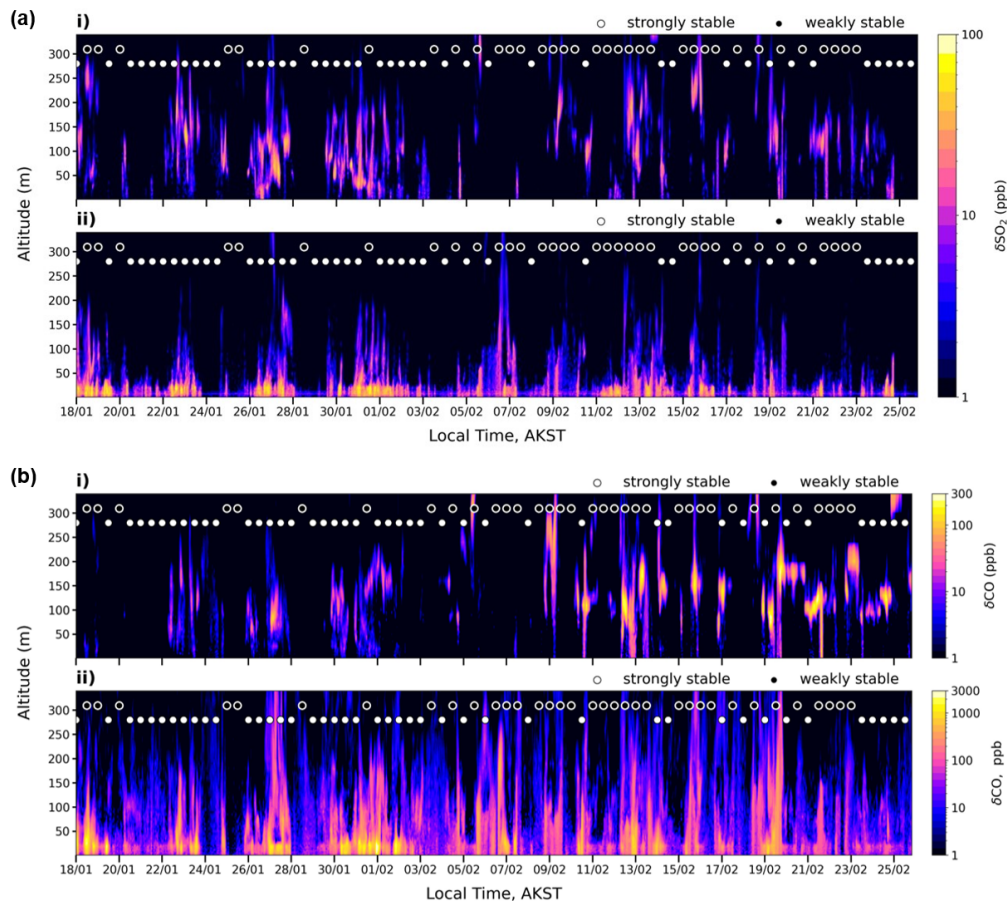 (a)
i)
strongly stable
weakly stable
300
250
200
150
100
50
ii)
strongly stable
weakly stable
300
250
200
150
100
50
18/01 20/01 22/01 24/01 26/01 28/01 30/01 01/02 03/02 05/02 07/02 09/02 11/02 13/02 15/02 17/02 19/02 21/02 23/02 25/02
Local Time, AKST
Altitude (m)
100
10
1
δSO2 (ppb)
(b)
i)
strongly stable
weakly stable
300
250
200
150
100
50
ii)
strongly stable
weakly stable
300
250
200
150
100
50
18/01 20/01 22/01 24/01 26/01 28/01 30/01 01/02 03/02 05/02 07/02 09/02 11/02 13/02 15/02 17/02 19/02 21/02 23/02 25/02
Local Time, AKST
Altitude (m)
300
100
10
1
δCO (ppb)
3000
1000
100
10
1
δCO, ppb